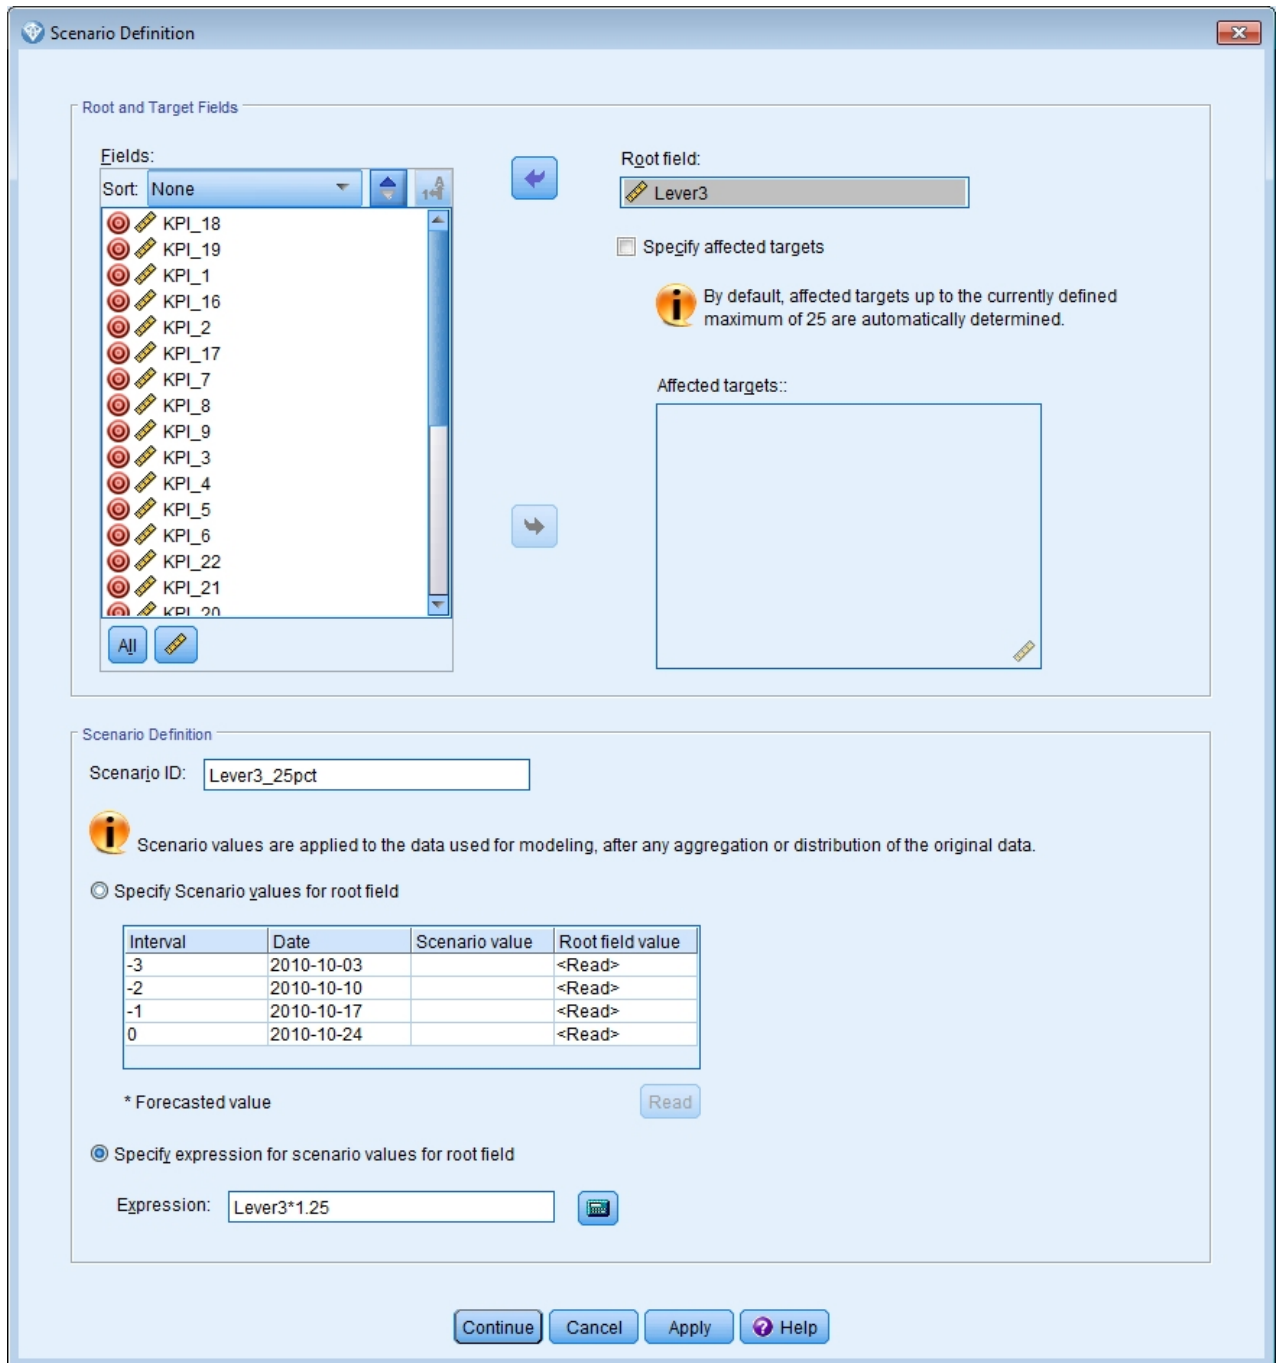 Scenario Definition
Root and Target Fields
Fields:
Sort: None
KPI_18
KPI_19
KPI_1
KPI_16
KPI_2
KPI_17
KPI_7
KPI_8
KPI_9
KPI_3
KPI_4
KPI_5
KPI_6
KPI_22
KPI_21
KPI_20
All
Root field:
Lever3
Specify affected targets
By default, affected targets up to the currently defined
maximum of 25 are automatically determined.
Affected targets::
Scenario Definition
Scenario ID: Lever3_25pct
Scenario values are applied to the data used for modeling, after any aggregation or distribution of the original data.
Specify Scenario values for root field
Interval Date Scenario value Root field value
-3 2010-10-03 <Read>
-2 2010-10-10 <Read>
-1 2010-10-17 <Read>
0 2010-10-24 <Read>
* Forecasted value Read
Specify expression for scenario values for root field
Expression: Lever3*1.25
Continue Cancel Apply Help